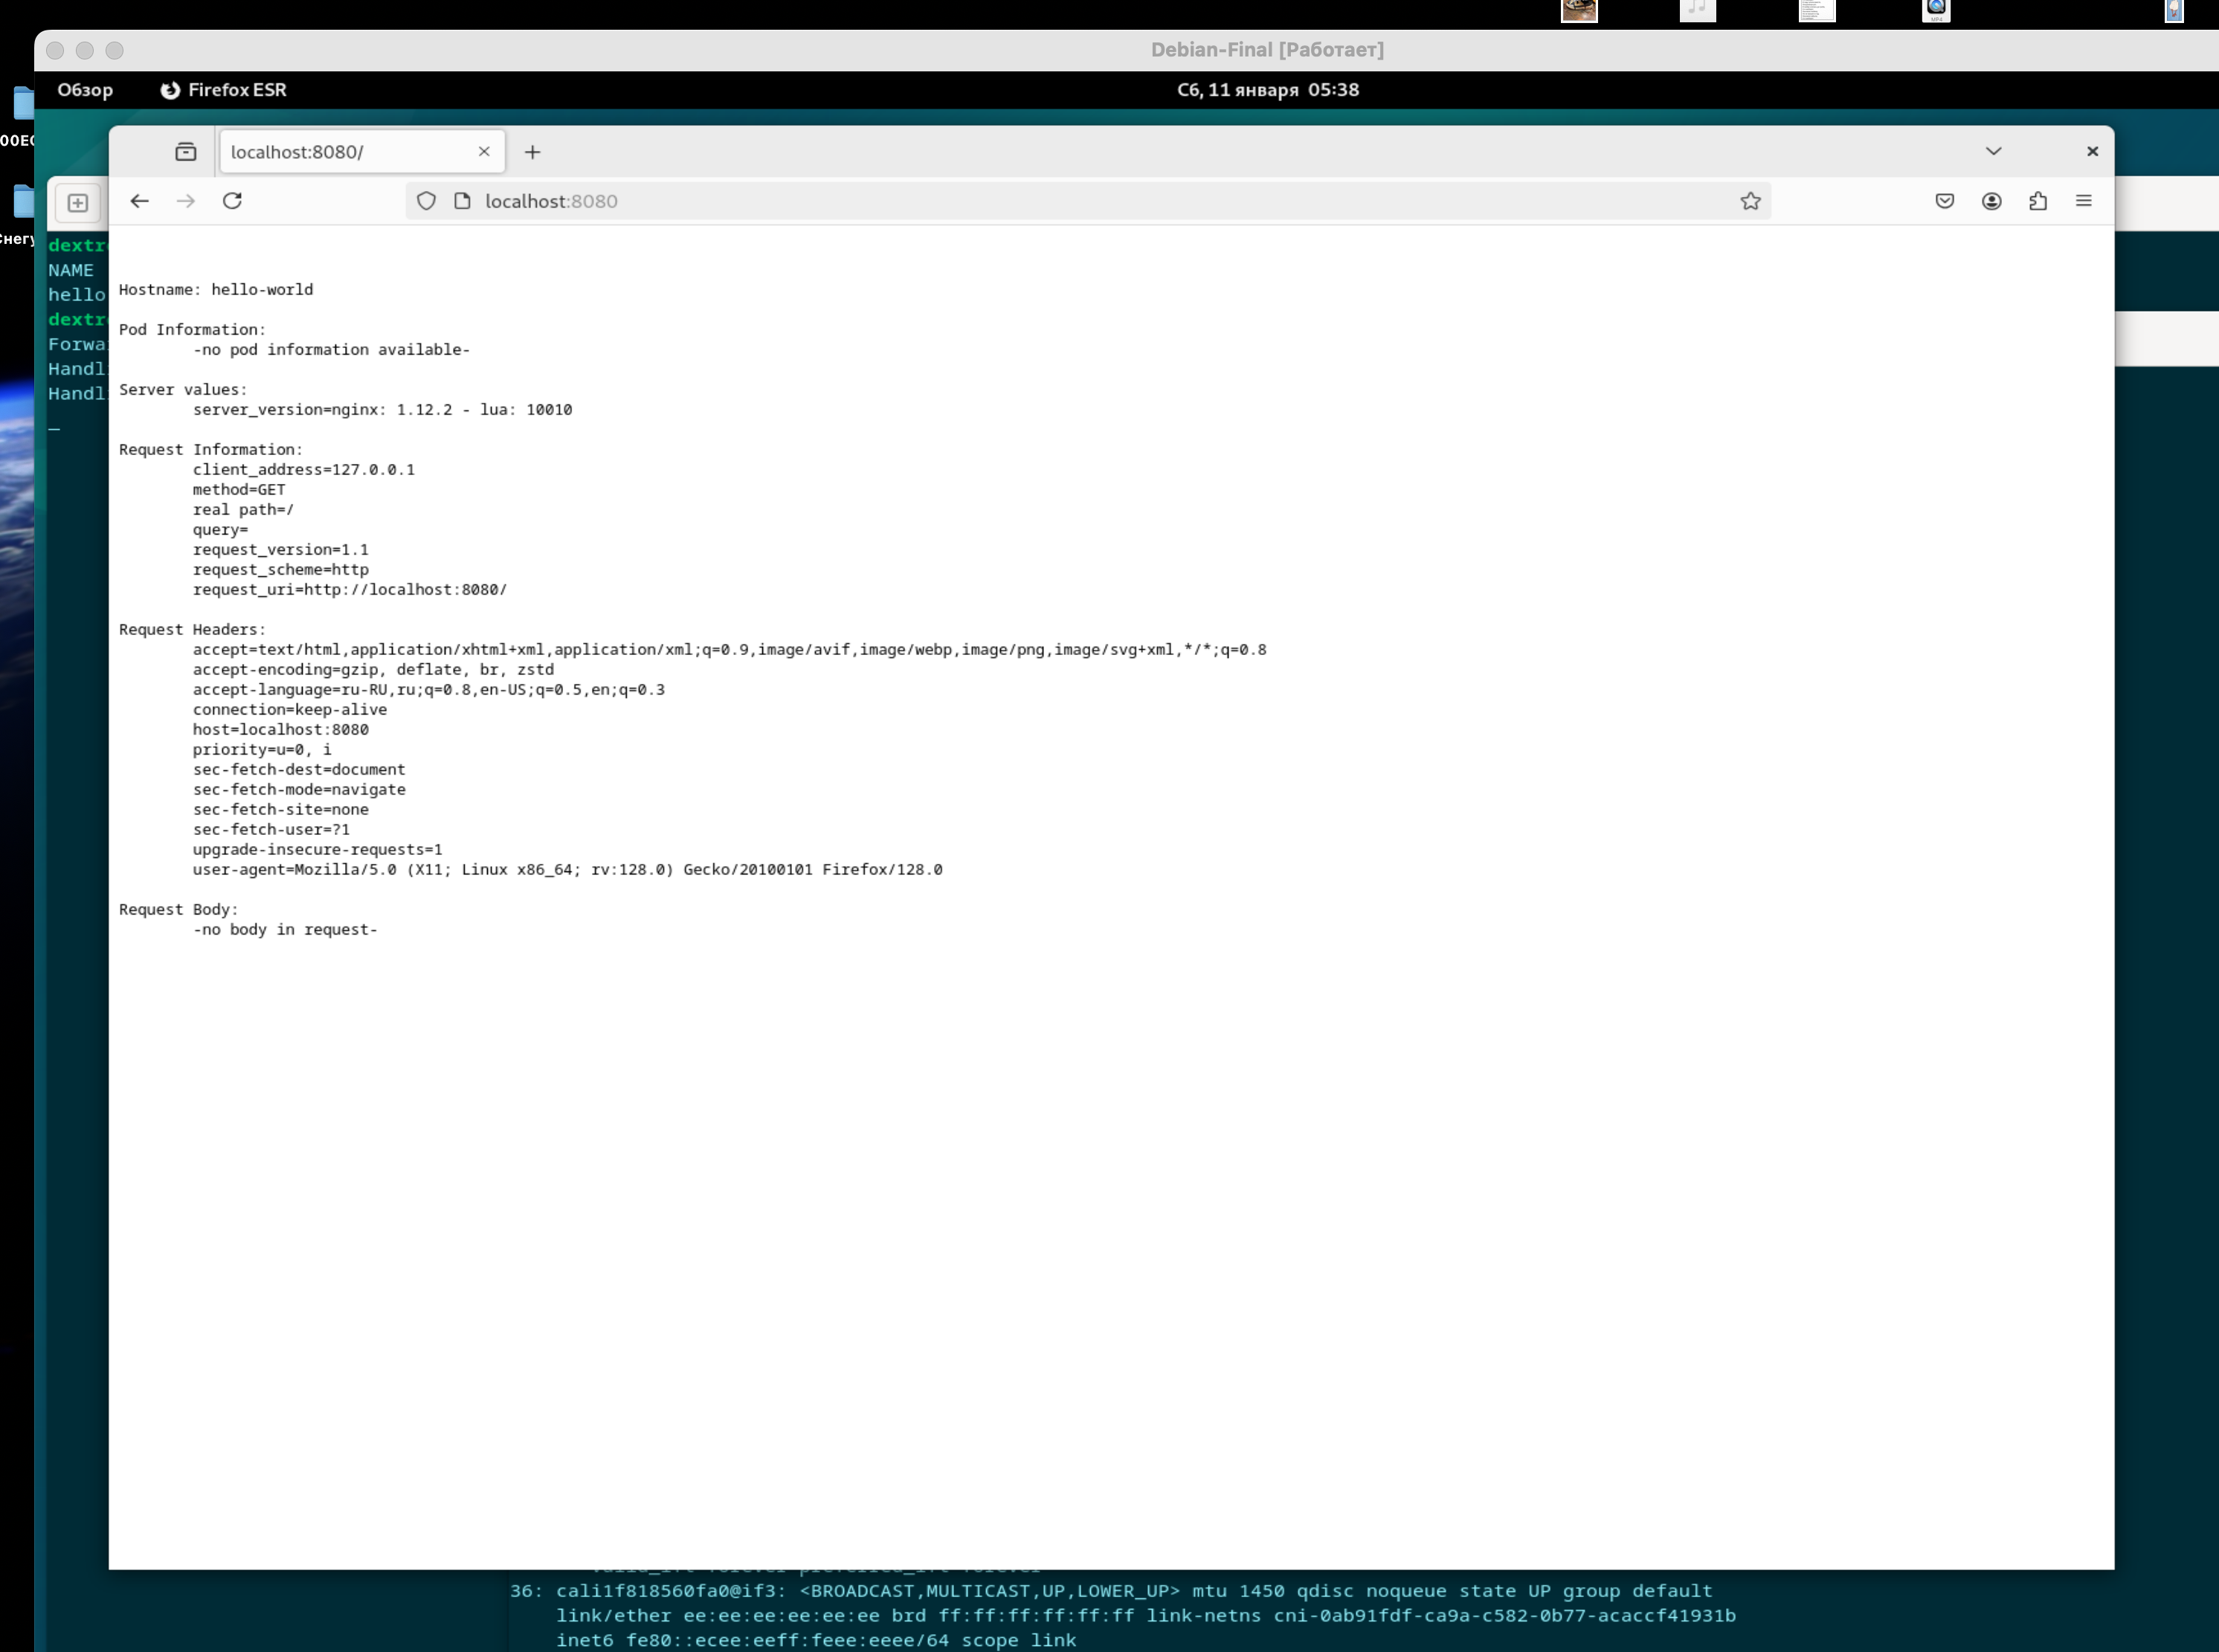 Debian-Final [Работает]
Обзор
Firefox ESR
Сб, 11 января 05:38
localhost:8080/
localhost:8080
NAME
hello
Hostname: hello-world
Pod Information:
-no pod information available-
Server values:
server_version=nginx: 1.12.2 - lua: 10010
Request Information:
client_address=127.0.0.1
method=GET
real path=/
query=
request_version=1.1
request_scheme=http
request_uri=http://localhost:8080/
Request Headers:
accept=text/html,application/xhtml+xml,application/xml;q=0.9,image/avif,image/webp,image/png,image/svg+xml,*/*;q=0.8
accept-encoding=gzip, deflate, br, zstd
accept-language=ru-RU,ru;q=0.8,en-US;q=0.5,en;q=0.3
connection=keep-alive
host=localhost:8080
priority=u=0, i
sec-fetch-dest=document
sec-fetch-mode=navigate
sec-fetch-site=none
sec-fetch-user=?1
upgrade-insecure-requests=1
user-agent=Mozilla/5.0 (X11; Linux x86_64; rv:128.0) Gecko/20100101 Firefox/128.0
Request Body:
-no body in request-
36: cali1f818560fa0@if3: <BROADCAST,MULTICAST,UP,LOWER_UP> mtu 1450 qdisc noqueue state UP group default
link/ether ee:ee:ee:ee:ee:ee brd ff:ff:ff:ff:ff:ff link-netns cni-0ab91fdf-ca9a-c582-0b77-acaccf41931b
inet6 fe80::ecee:eeff:feee:eeee/64 scope link